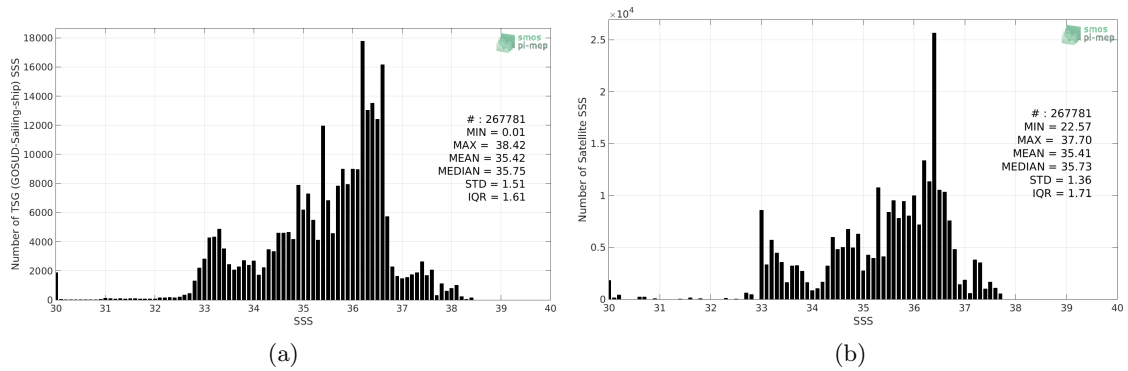 18000
16000
14000
12000
10000
8000
6000
4000
2000
0
30 31 32 33 34 35 36 37 38 39 40
SSS
Number of TSG (GOSUD-Sailing-ship) SSS
smos
pi-mep
# : 267781
MIN = 0.01
MAX = 38.42
MEAN = 35.42
MEDIAN = 35.75
STD = 1.51
IQR = 1.61
(a)
×10⁴
2.5
2
1.5
1
0.5
0
30 31 32 33 34 35 36 37 38 39 40
SSS
Number of Satellite SSS
smos
pi-mep
# : 267781
MIN = 22.57
MAX = 37.70
MEAN = 35.41
MEDIAN = 35.73
STD = 1.36
IQR = 1.71
(b)